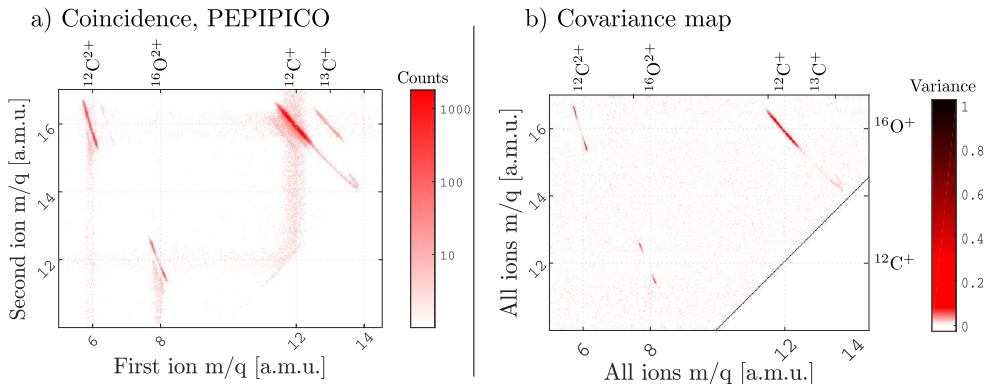 a) Coincidence, PEPIPICO
b) Covariance map
¹²C²⁺ ¹⁶O²⁺ ¹²C⁺ ¹³C⁺
Counts
1000
100
10
16
14
12
Second ion m/q [a.m.u.]
6 8 12 14
First ion m/q [a.m.u.]
¹²C²⁺ ¹⁶O²⁺ ¹²C⁺ ¹³C⁺
Variance
1
0.8
0.6
0.4
0.2
0
¹⁶O⁺
¹²C⁺
16
14
12
All ions m/q [a.m.u.]
6 8 12 14
All ions m/q [a.m.u.]